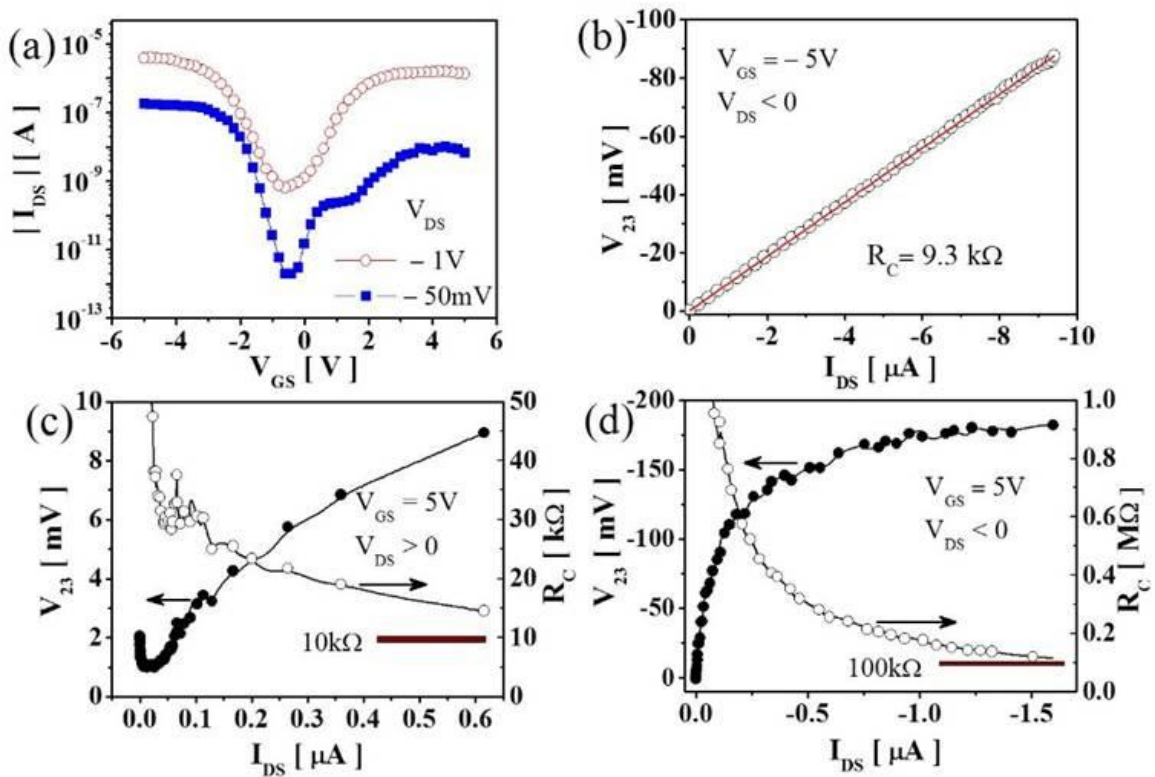 (a)
10⁻⁵
10⁻⁷
10⁻⁹
10⁻¹¹
10⁻¹³
| I_DS | [ A ]
V_DS
– 1V
– 50mV
-6 -4 -2 0 2 4 6
V_GS [ V ]
(b)
-100
-80
-60
-40
-20
0
V_23 [ mV ]
V_GS = – 5V
V_DS < 0
R_C = 9.3 kΩ
0 -2 -4 -6 -8 -10
I_DS [ μA ]
(c)
10
8
6
4
2
0
V_23 [ mV ]
V_GS = 5V
V_DS > 0
10kΩ
50
40
30
20
10
0
R_C [ kΩ ]
0.0 0.1 0.2 0.3 0.4 0.5 0.6
I_DS [ μA ]
(d)
-200
-150
-100
-50
0
V_23 [ mV ]
V_GS = 5V
V_DS < 0
100kΩ
1.0
0.8
0.6
0.4
0.2
0.0
R_C [ MΩ ]
0.0 -0.5 -1.0 -1.5
I_DS [ μA ]